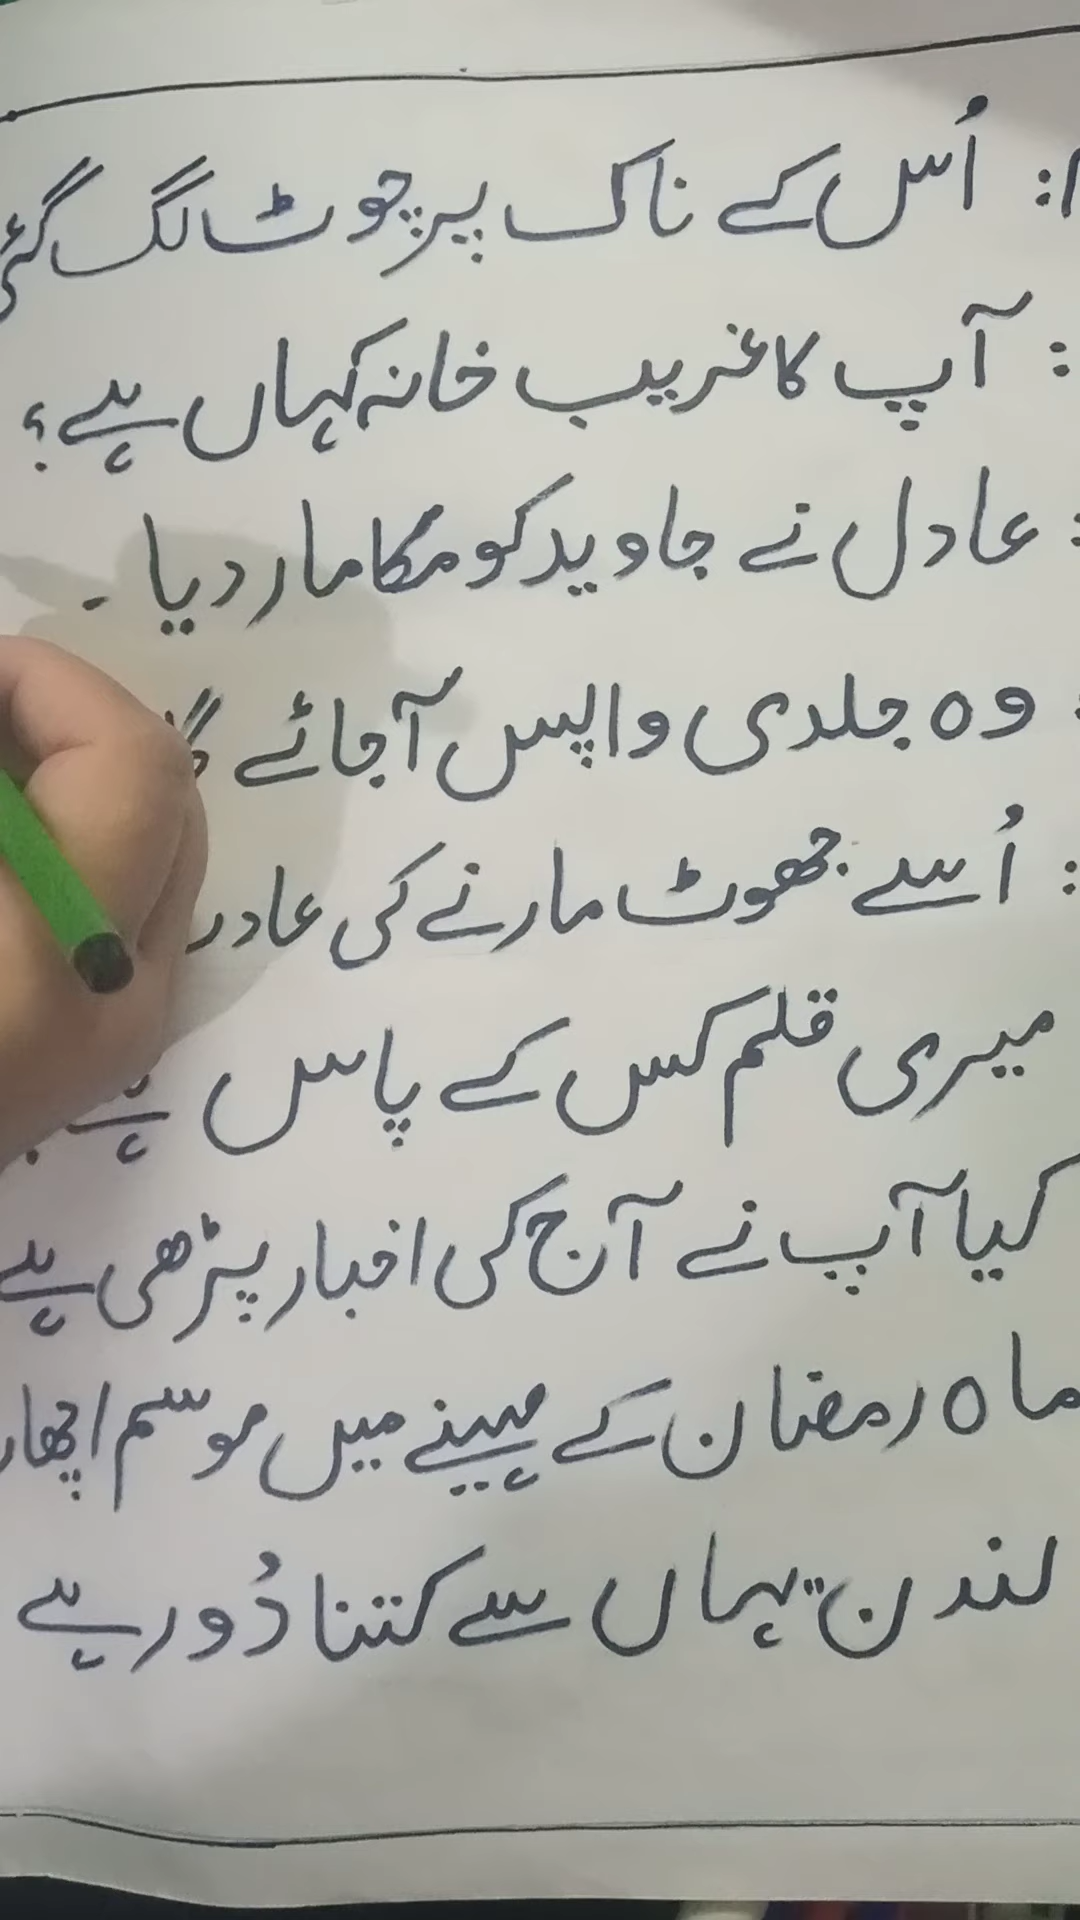 : اُس کے ناک پر چوٹ لگ گئی
: آپ کا غریب خانہ کہاں ہے؟
: عادل نے جاوید کو مکا مار دیا ۔
وہ جلدی واپس آجائے گا
: اُسے جھوٹ مارنے کی
میری قلم کس کے پاس ہے
کیا آپ نے آج کی اخبار پڑھی ہے
ماہ رمضان کے مہینے میں موسم اچھا
لندن یہاں سے کتنا دُور ہے